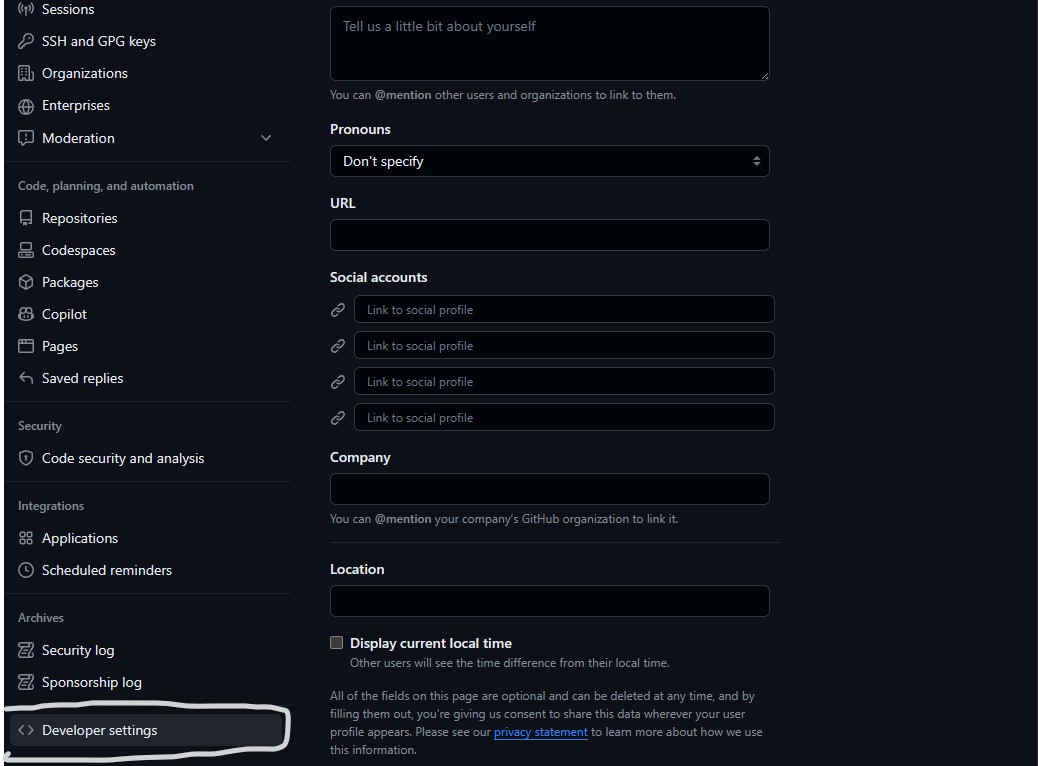 Sessions
SSH and GPG keys
Organizations
Enterprises
Moderation
Code, planning, and automation
Repositories
Codespaces
Packages
Copilot
Pages
Saved replies
Security
Code security and analysis
Integrations
Applications
Scheduled reminders
Archives
Security log
Sponsorship log
Developer settings
Tell us a little bit about yourself
You can @mention other users and organizations to link to them.
Pronouns
Don't specify
URL
Social accounts
Link to social profile
Link to social profile
Link to social profile
Link to social profile
Company
You can @mention your company's GitHub organization to link it.
Location
Display current local time
Other users will see the time difference from their local time.
All of the fields on this page are optional and can be deleted at any time, and by
filling them out, you're giving us consent to share this data wherever your user
profile appears. Please see our privacy statement to learn more about how we use
this information.